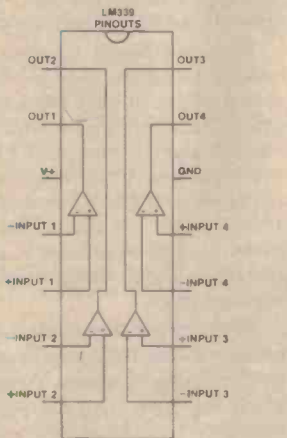 LM339
PINOUTS
OUT2
OUT3
OUT1
OUT4
V+
GND
-INPUT 1
+INPUT 4
+INPUT 1
-INPUT 4
-INPUT 2
+INPUT 3
+INPUT 2
-INPUT 3